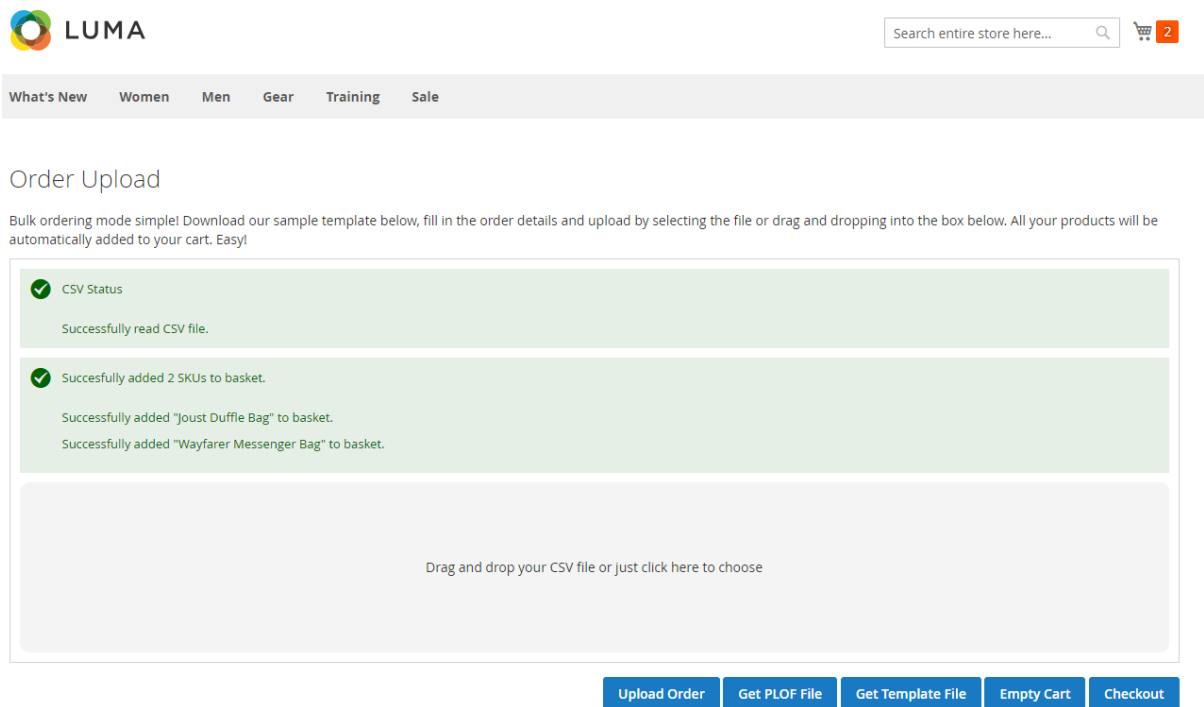 LUMA
Search entire store here...
2
What's New Women Men Gear Training Sale
Order Upload
Bulk ordering mode simple! Download our sample template below, fill in the order details and upload by selecting the file or drag and dropping into the box below. All your products will be
automatically added to your cart. Easy!
CSV Status
Successfully read CSV file.
Succesfully added 2 SKUs to basket.
Successfully added "Joust Duffle Bag" to basket.
Successfully added "Wayfarer Messenger Bag" to basket.
Drag and drop your CSV file or just click here to choose
Upload Order Get PLOF File Get Template File Empty Cart Checkout